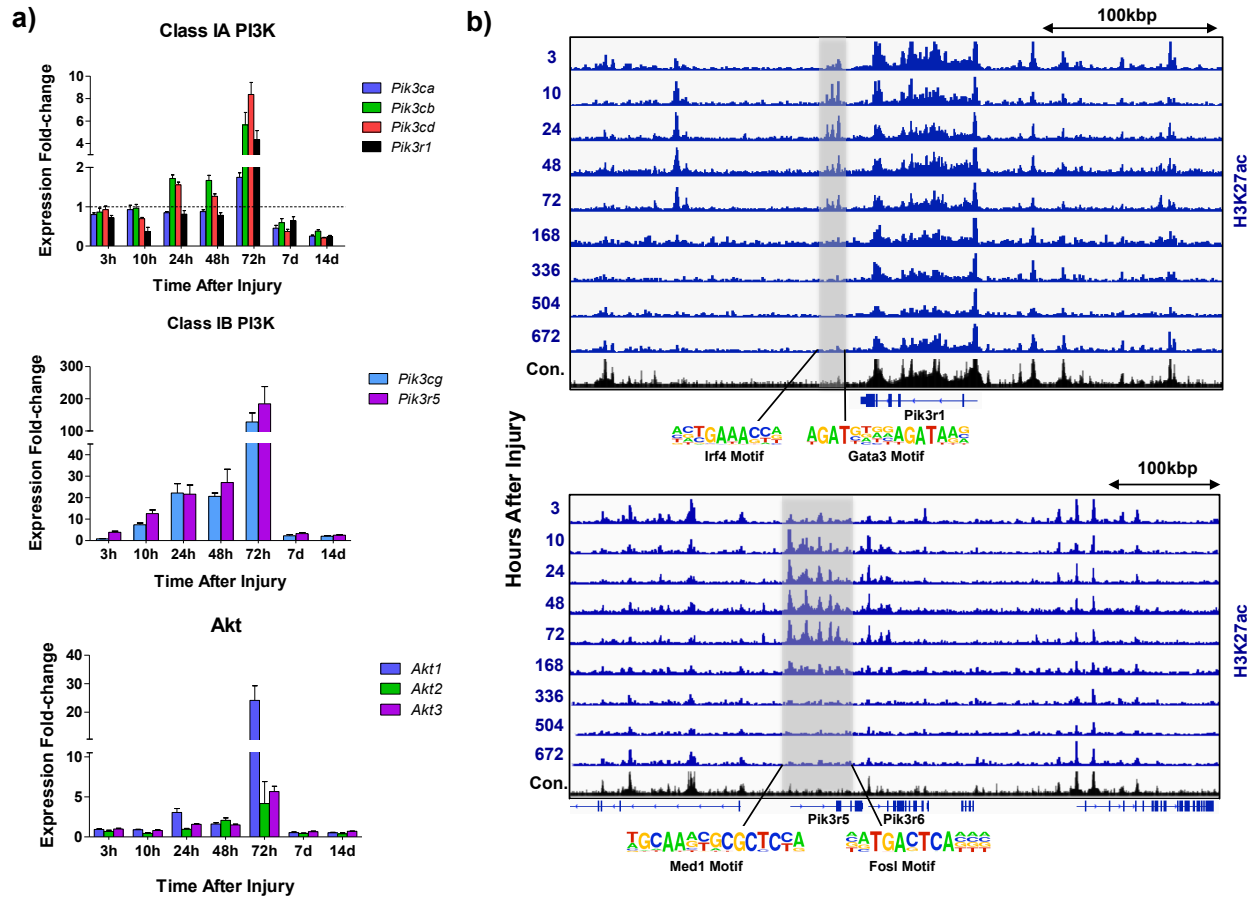 a)
Class IA PI3K
Expression Fold-change
10
8
6
4
2
1
0
3h 10h 24h 48h 72h 7d 14d
Time After Injury
Pik3ca
Pik3cb
Pik3cd
Pik3r1
Class IB PI3K
Expression Fold-change
300
200
100
40
30
20
10
0
3h 10h 24h 48h 72h 7d 14d
Time After Injury
Pik3cg
Pik3r5
Akt
Expression Fold-change
40
30
20
10
5
0
3h 10h 24h 48h 72h 7d 14d
Time After Injury
Akt1
Akt2
Akt3
b)
100kbp
Hours After Injury
3
10
24
48
72
168
336
504
672
Con.
H3K27ac
Pik3r1
ACTGAAACCA
AGATGTGGAGATAAG
Irf4 Motif
Gata3 Motif
100kbp
3
10
24
48
72
168
336
504
672
Con.
H3K27ac
Pik3r5 Pik3r6
TGCAAACGCGCTCCA
TGACTCA
Med1 Motif
Fosl Motif